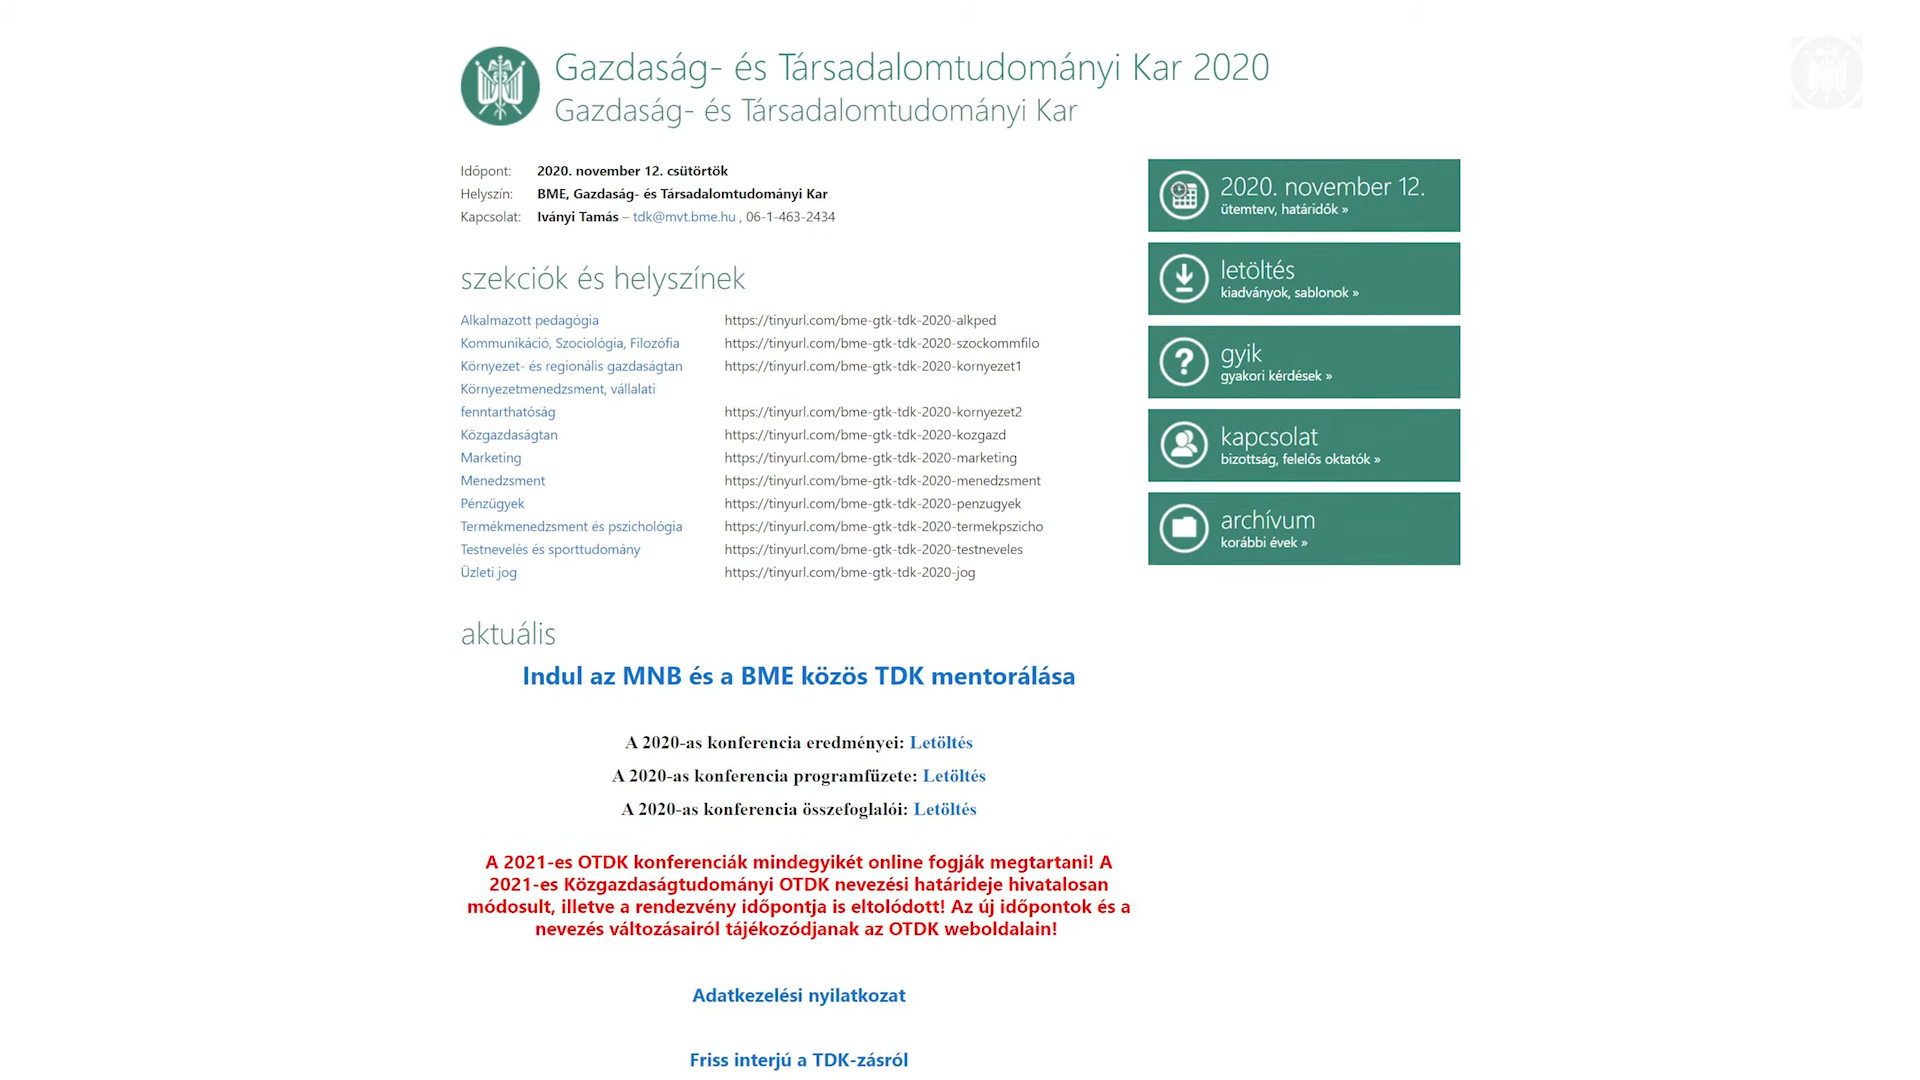 Gazdaság- és Társadalomtudományi Kar 2020
Gazdaság- és Társadalomtudományi Kar
Időpont: 2020. november 12. csütörtök
Helyszín: BME, Gazdaság- és Társadalomtudományi Kar
Kapcsolat: Iványi Tamás – tdk@mvt.bme.hu , 06-1-463-2434
szekciók és helyszínek
Alkalmazott pedagógia https://tinyurl.com/bme-gtk-tdk-2020-alkped
Kommunikáció, Szociológia, Filozófia https://tinyurl.com/bme-gtk-tdk-2020-szockommfilo
Környezet- és regionális gazdaságtan https://tinyurl.com/bme-gtk-tdk-2020-kornyezet1
Környezetmenedzsment, vállalati
fenntarthatóság https://tinyurl.com/bme-gtk-tdk-2020-kornyezet2
Közgazdaságtan https://tinyurl.com/bme-gtk-tdk-2020-kozgazd
Marketing https://tinyurl.com/bme-gtk-tdk-2020-marketing
Menedzsment https://tinyurl.com/bme-gtk-tdk-2020-menedzsment
Pénzügyek https://tinyurl.com/bme-gtk-tdk-2020-penzugyek
Termékmenedzsment és pszichológia https://tinyurl.com/bme-gtk-tdk-2020-termekpszicho
Testnevelés és sporttudomány https://tinyurl.com/bme-gtk-tdk-2020-testneveles
Üzleti jog https://tinyurl.com/bme-gtk-tdk-2020-jog
aktuális
Indul az MNB és a BME közös TDK mentorálása
A 2020-as konferencia eredményei: Letöltés
A 2020-as konferencia programfüzete: Letöltés
A 2020-as konferencia összefoglalói: Letöltés
A 2021-es OTDK konferenciák mindegyikét online fogják megtartani! A
2021-es Közgazdaságtudományi OTDK nevezési határideje hivatalosan
módosult, illetve a rendezvény időpontja is eltolódott! Az új időpontok és a
nevezés változásairól tájékozódjanak az OTDK weboldalain!
Adatkezelési nyilatkozat
Friss interjú a TDK-zásról
2020. november 12.
ütemterv, határidők »
letöltés
kiadványok, sablonok »
gyik
gyakori kérdések »
kapcsolat
bizottság, felelős oktatók »
archívum
korábbi évek »